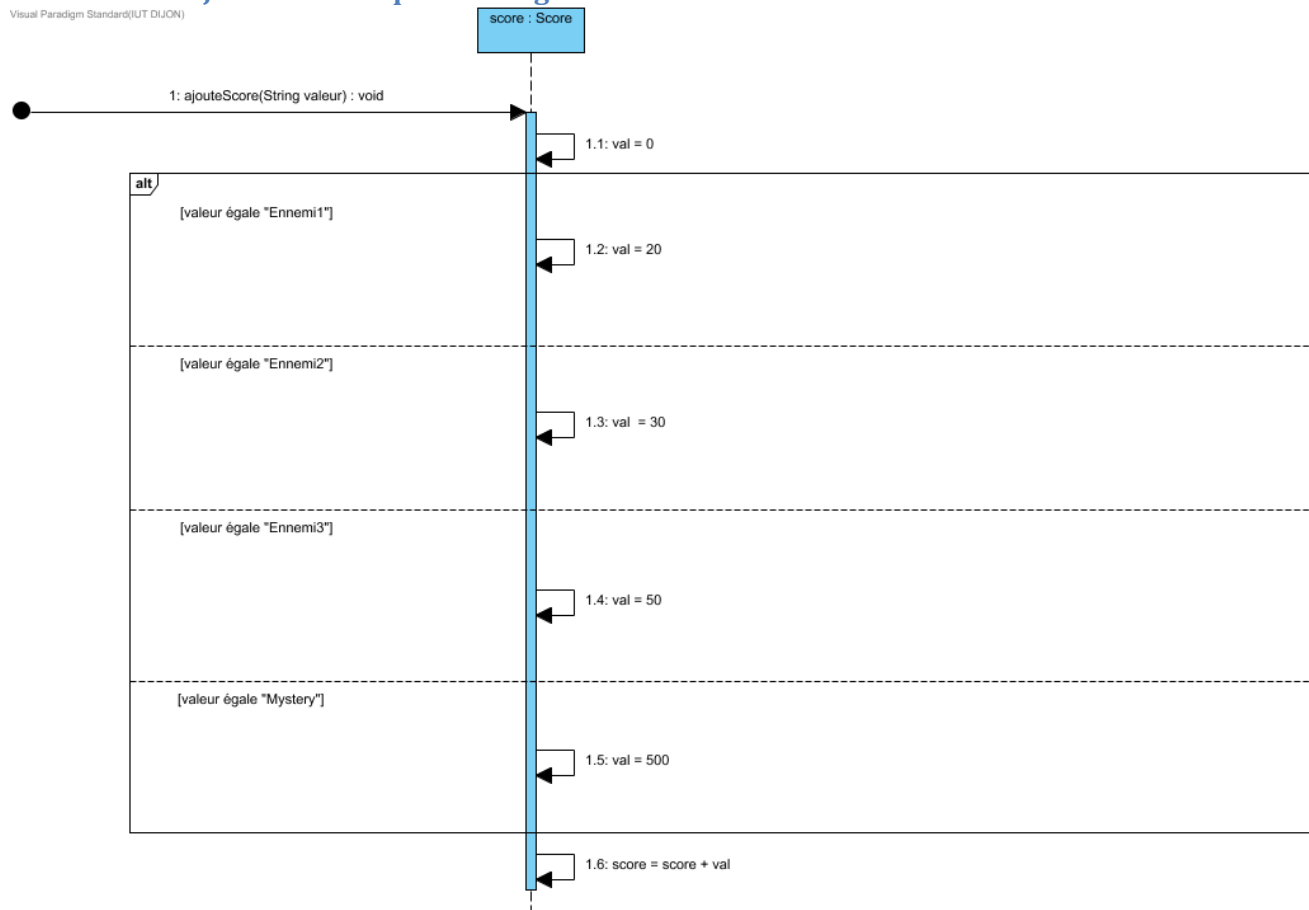 Visual Paradigm Standard(IUT DIJON)
score : Score
1: ajouteScore(String valeur) : void
1.1: val = 0
alt
[valeur égale "Ennemi1"]
1.2: val = 20
[valeur égale "Ennemi2"]
1.3: val  = 30
[valeur égale "Ennemi3"]
1.4: val = 50
[valeur égale "Mystery"]
1.5: val = 500
1.6: score = score + val